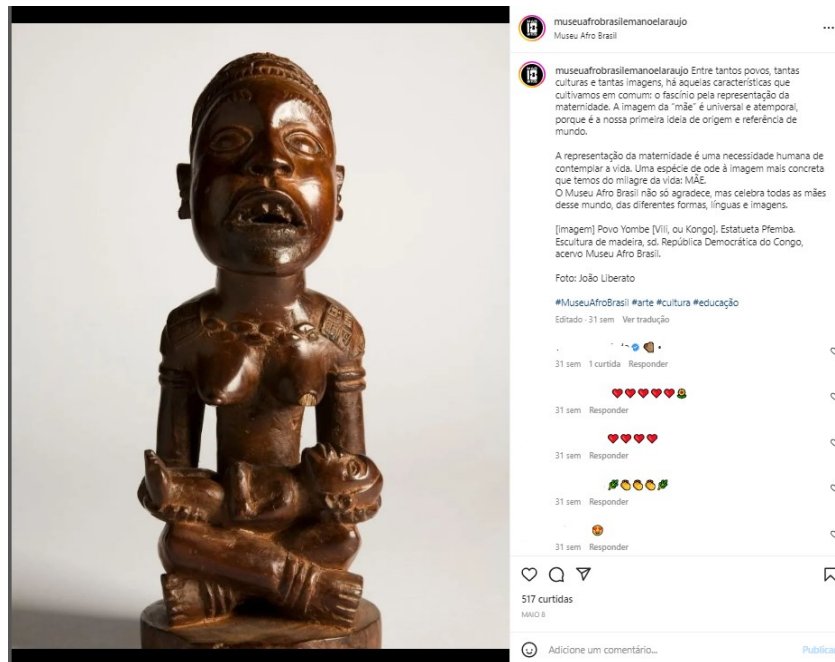 museuafrobrasilemanoelaraujo
Museu Afro Brasil
museuafrobrasilemanoelaraujo Entre tantos povos, tantas
culturas e tantas imagens, há aquelas características que
cultivamos em comum: o fascínio pela representação da
maternidade. A imagem da "mãe" é universal e atemporal,
porque é a nossa primeira ideia de origem e referência de
mundo.
A representação da maternidade é uma necessidade humana de
contemplar a vida. Uma espécie de ode à imagem mais concreta
que temos do milagre da vida: MÃE.
O Museu Afro Brasil não só agradece, mas celebra todas as mães
desse mundo, das diferentes formas, línguas e imagens.
[imagem] Povo Yombe [Vili, ou Kongo]. Estatueta Pfemba.
Escultura de madeira, sd. República Democrática do Congo,
acervo Museu Afro Brasil.
Foto: João Liberato
#MuseuAfroBrasil #arte #cultura #educação
Editado · 31 sem Ver tradução
31 sem 1 curtida Responder
31 sem Responder
31 sem Responder
31 sem Responder
31 sem Responder
517 curtidas
MAIO 8
Adicione um comentário... Publicar